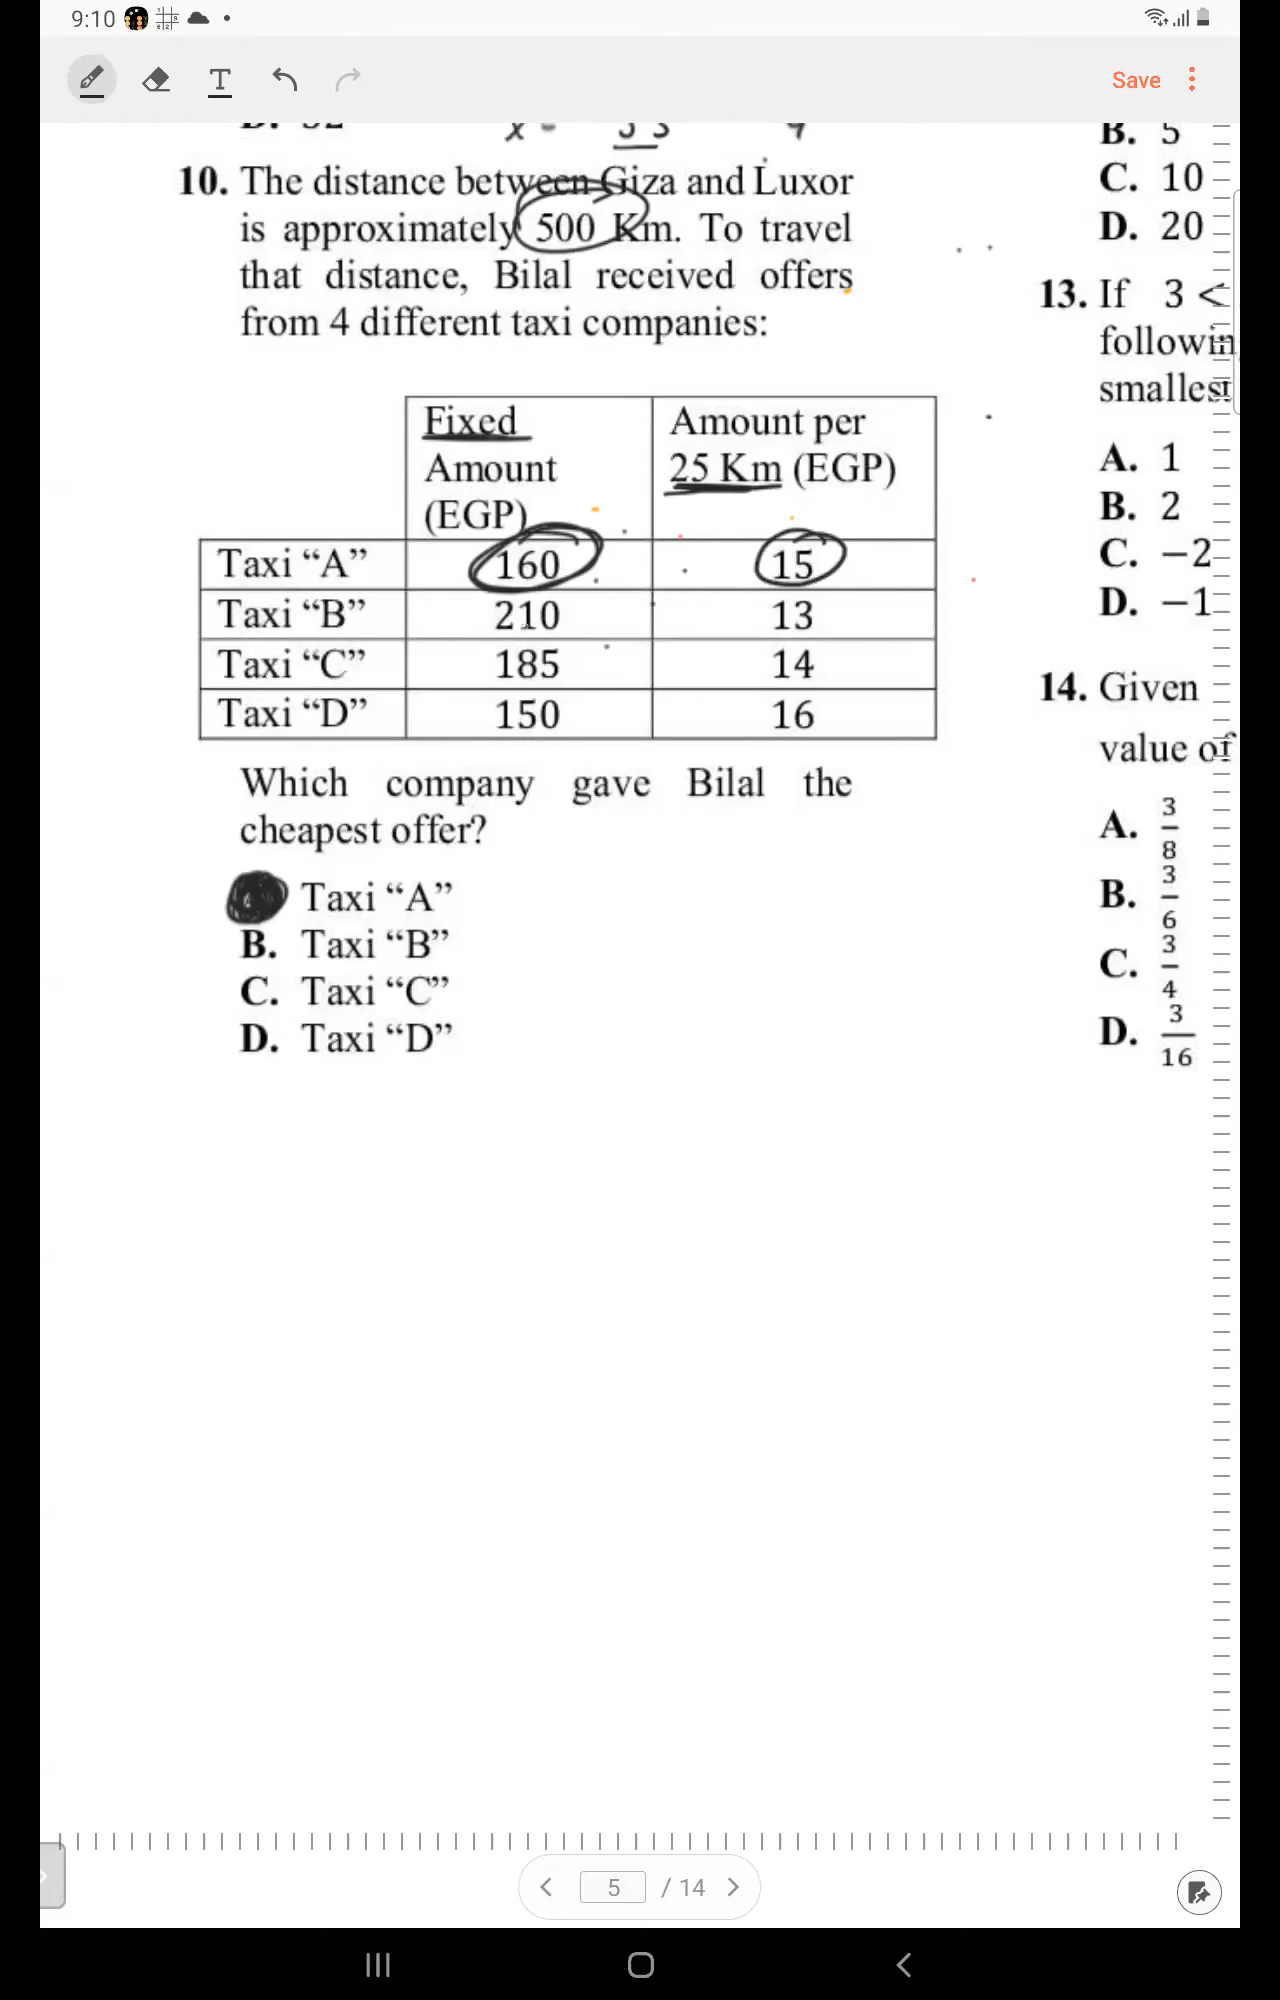 9:10
Save
x =
10. The distance between Giza and Luxor
is approximately 500 Km. To travel
that distance, Bilal received offers
from 4 different taxi companies:
Fixed Amount (EGP) Amount per 25 Km (EGP)
Taxi “A” 160 15
Taxi “B” 210 13
Taxi “C” 185 14
Taxi “D” 150 16
Which company gave Bilal the
cheapest offer?
Taxi “A”
B. Taxi “B”
C. Taxi “C”
D. Taxi “D”
B. 5
C. 10
D. 20
13. If 3 <
followin
smallest
A. 1
B. 2
C. −2
D. −1
14. Given
value of
A. 3/8
B. 3/6
C. 3/4
D. 3/16
5 / 14